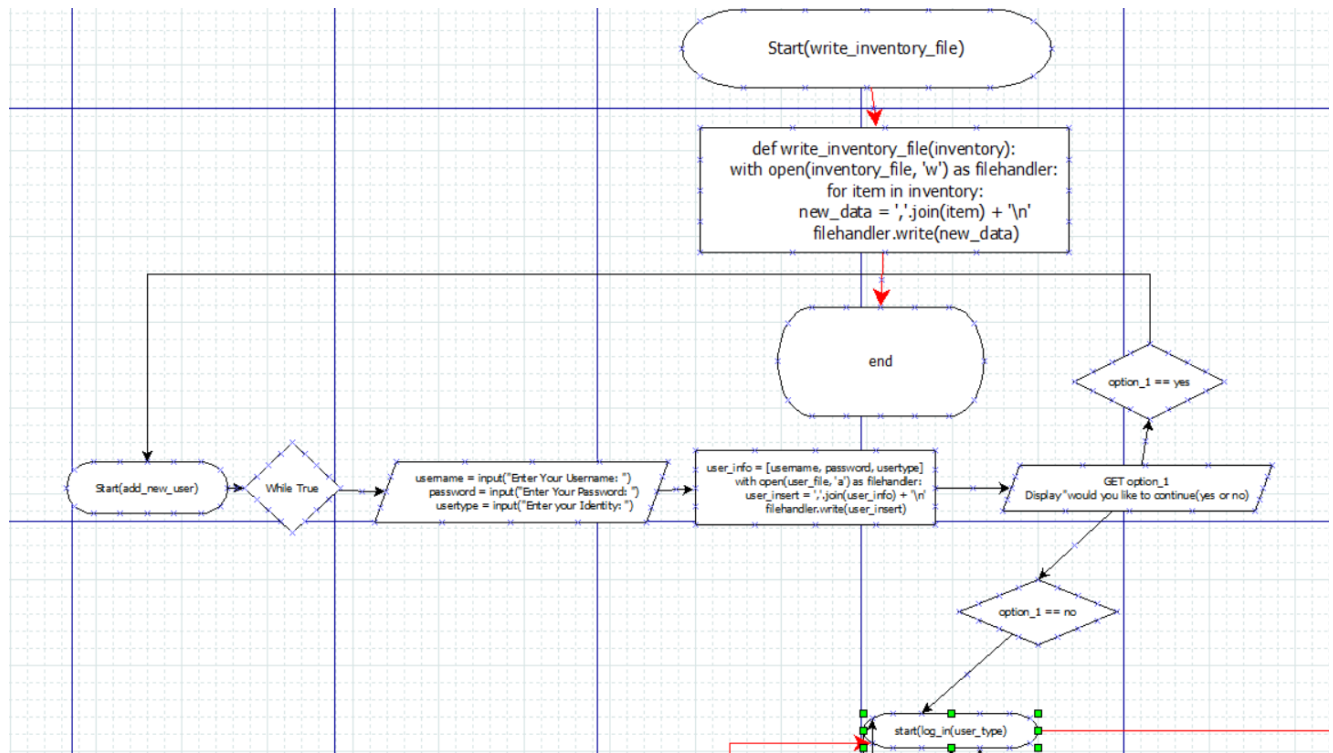 Start(write_inventory_file)
def write_inventory_file(inventory):
with open(inventory_file, 'w') as filehandler:
for item in inventory:
new_data = ','.join(item) + '\n'
filehandler.write(new_data)
end
option_1 == yes
Start(add_new_user)
While True
username = input("Enter Your Username: ")
password = input("Enter Your Password: ")
usertype = input("Enter your Identity: ")
user_info = [username, password, usertype]
with open(user_file, 'a') as filehandler:
user_insert = ','.join(user_info) + '\n'
filehandler.write(user_insert)
GET option_1
Display"would you like to continue(yes or no)
option_1 == no
start(log_in(user_type)